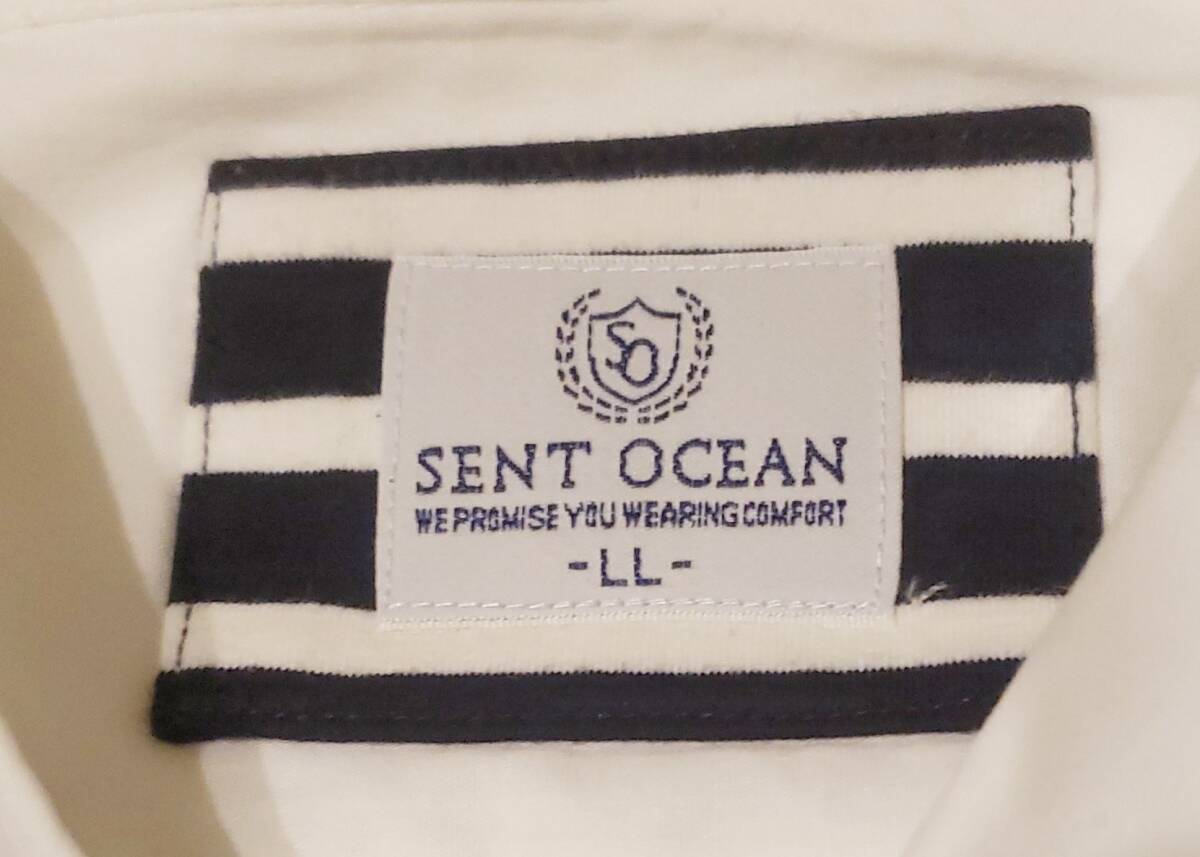 SO
SENT OCEAN
WE PROMISE YOU WEARING COMFORT
-LL-